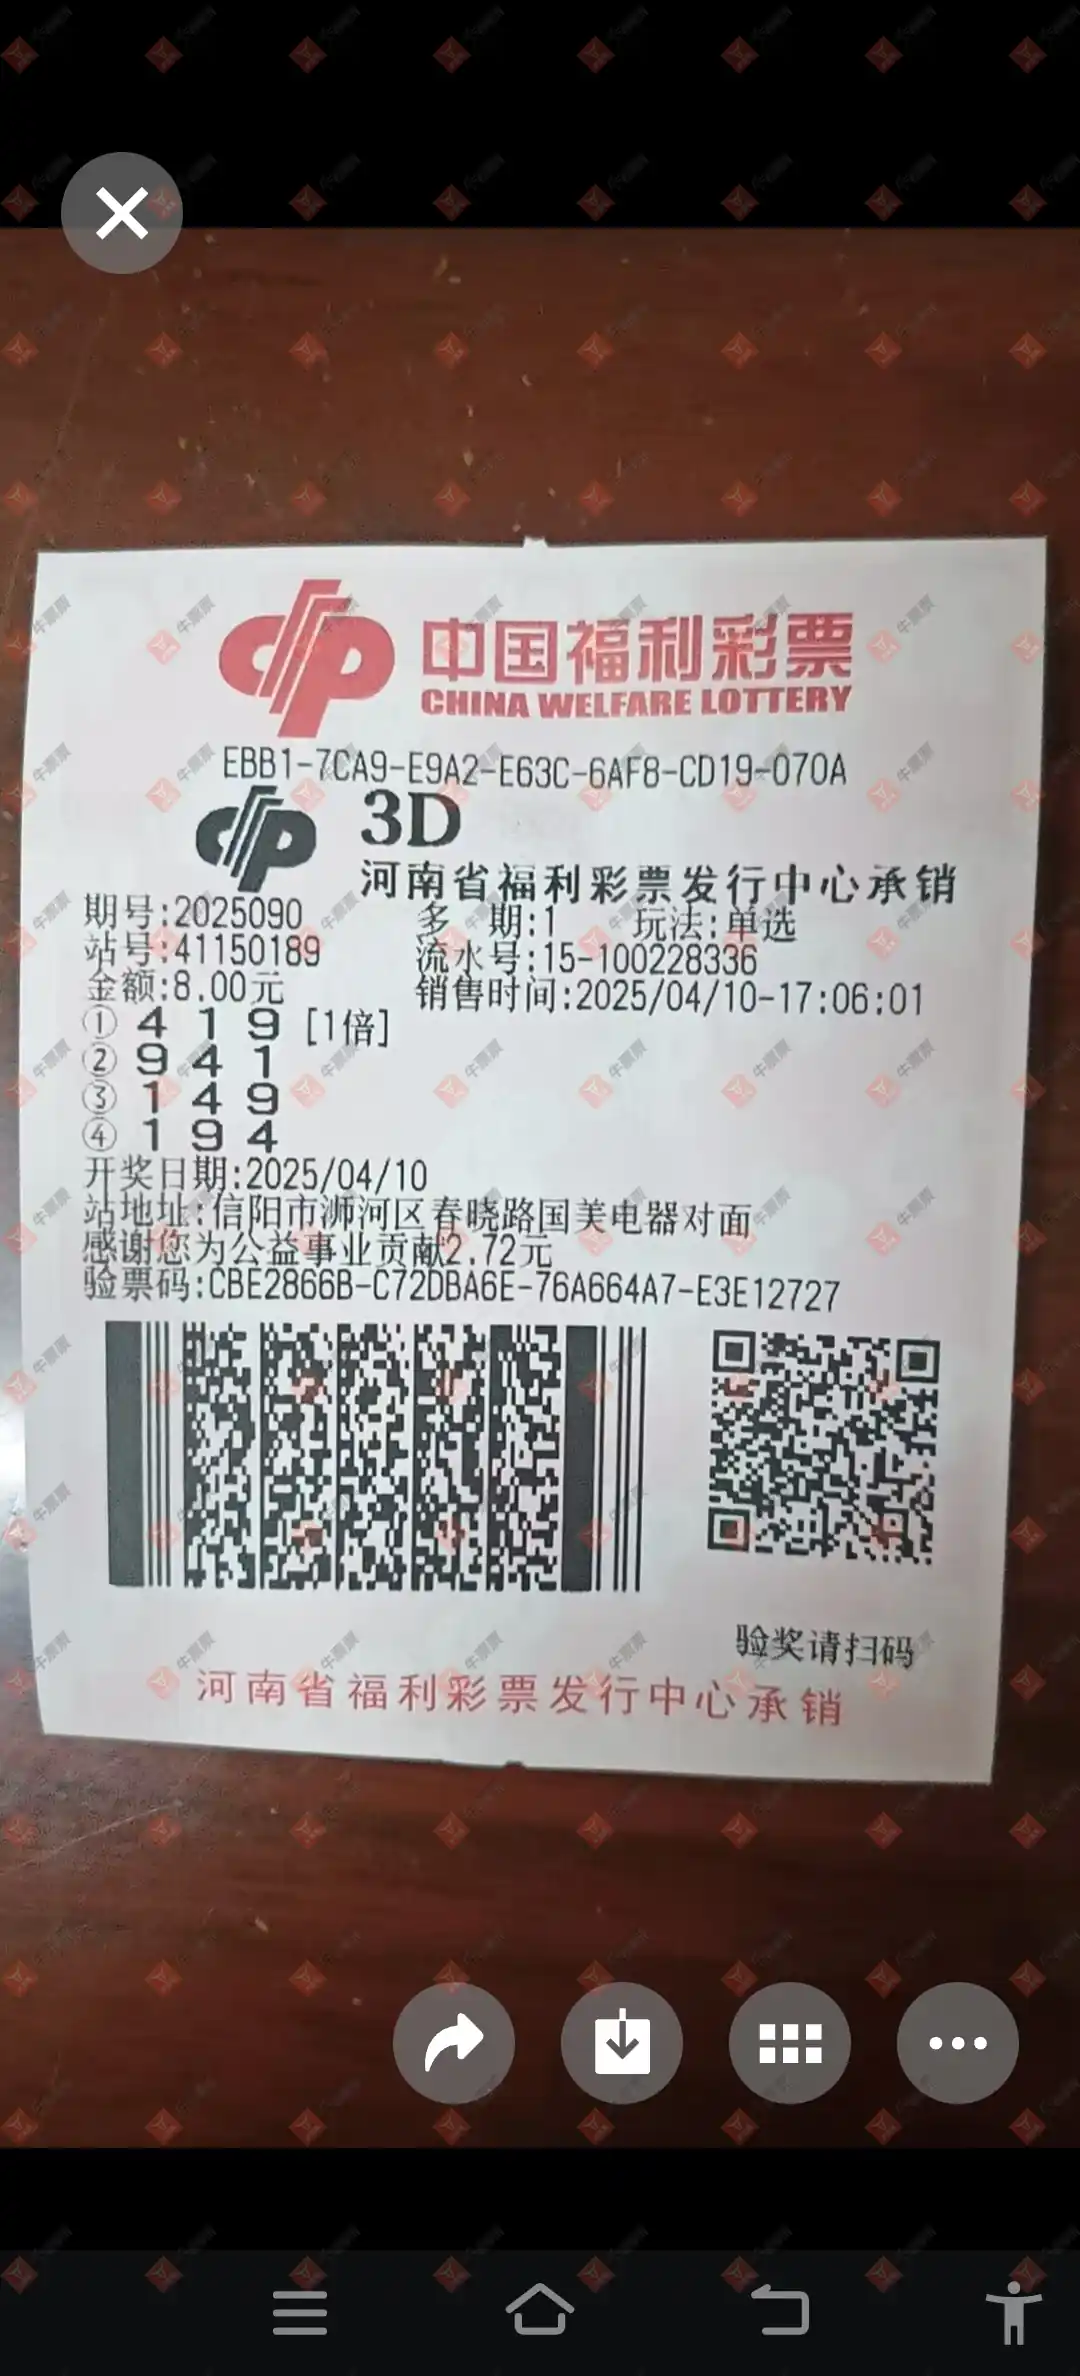 中国福利彩票
CHINA WELFARE LOTTERY
EBB1-7CA9-E9A2-E63C-6AF8-CD19-070A
3D
河南省福利彩票发行中心承销
期号:2025090 多 期:1 玩法:单选
站号:41150189 流水号:15-100228336
金额:8.00元 销售时间:2025/04/10-17:06:01
① 4 1 9 [1倍]
② 9 4 1
③ 1 4 9
④ 1 9 4
开奖日期:2025/04/10
站地址:信阳市浉河区春晓路国美电器对面
感谢您为公益事业贡献2.72元
验票码:CBE2866B-C72DBA6E-76A664A7-E3E12727
验奖请扫码
河南省福利彩票发行中心承销
牛票票